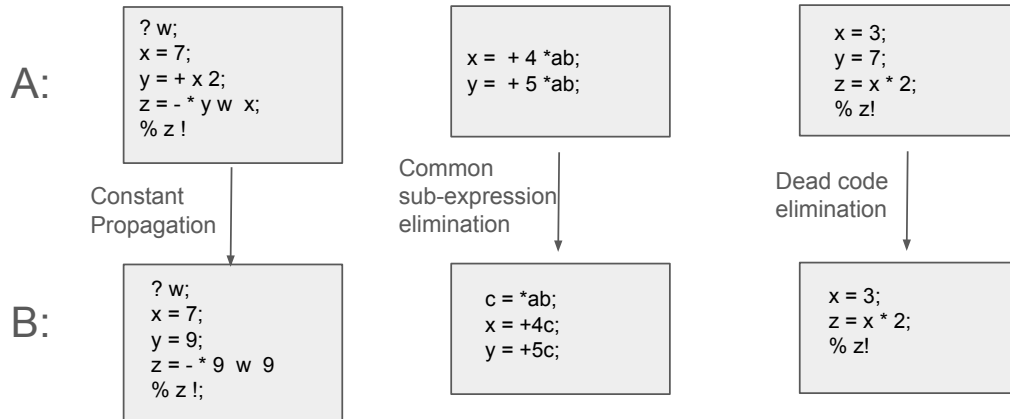 A:
? w;
x = 7;
y = + x 2;
z = - * y w  x;
% z !
x =  + 4 *ab;
y =  + 5 *ab;
x = 3;
y = 7;
z = x * 2;
% z!
Constant
Propagation
Common
sub-expression
elimination
Dead code
elimination
B:
? w;
x = 7;
y = 9;
z = - * 9  w  9
% z !;
c = *ab;
x = +4c;
y = +5c;
x = 3;
z = x * 2;
% z!